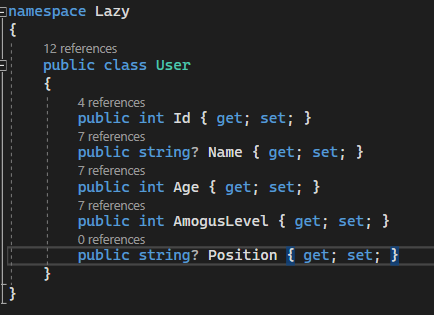 namespace Lazy
{
12 references
public class User
{
4 references
public int Id { get; set; }
7 references
public string? Name { get; set; }
7 references
public int Age { get; set; }
7 references
public int AmogusLevel { get; set; }
0 references
public string? Position { get; set; }
}
}